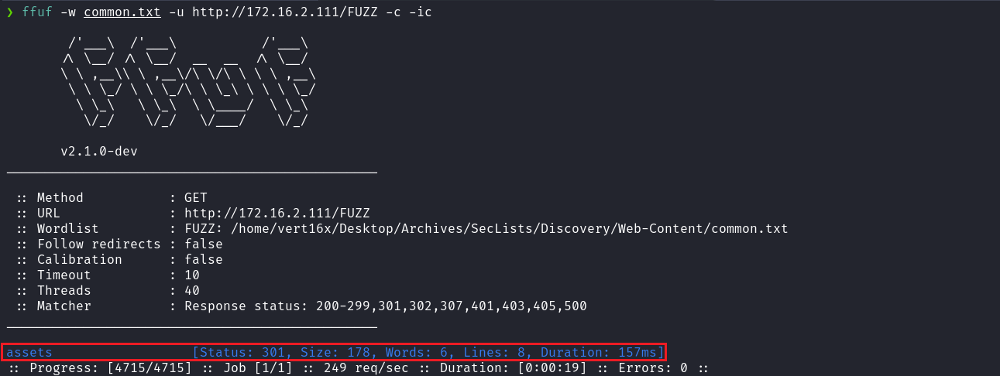 ❯ ffuf -w common.txt -u http://172.16.2.111/FUZZ -c -ic
        /'___\  /'___\           /'___\
       /\ \__/ /\ \__/  __  __  /\ \__/
       \ \ ,__\\ \ ,__\/\ \/\ \ \ \ ,__\
        \ \ \_/ \ \ \_/\ \ \_\ \ \ \ \_/
         \ \_\   \ \_\  \ \____/  \ \_\
          \/_/    \/_/   \/___/    \/_/
       v2.1.0-dev
________________________________________________
 :: Method           : GET
 :: URL              : http://172.16.2.111/FUZZ
 :: Wordlist         : FUZZ: /home/vert16x/Desktop/Archives/SecLists/Discovery/Web-Content/common.txt
 :: Follow redirects : false
 :: Calibration      : false
 :: Timeout          : 10
 :: Threads          : 40
 :: Matcher          : Response status: 200-299,301,302,307,401,403,405,500
________________________________________________
assets                  [Status: 301, Size: 178, Words: 6, Lines: 8, Duration: 157ms]
:: Progress: [4715/4715] :: Job [1/1] :: 249 req/sec :: Duration: [0:00:19] :: Errors: 0 ::